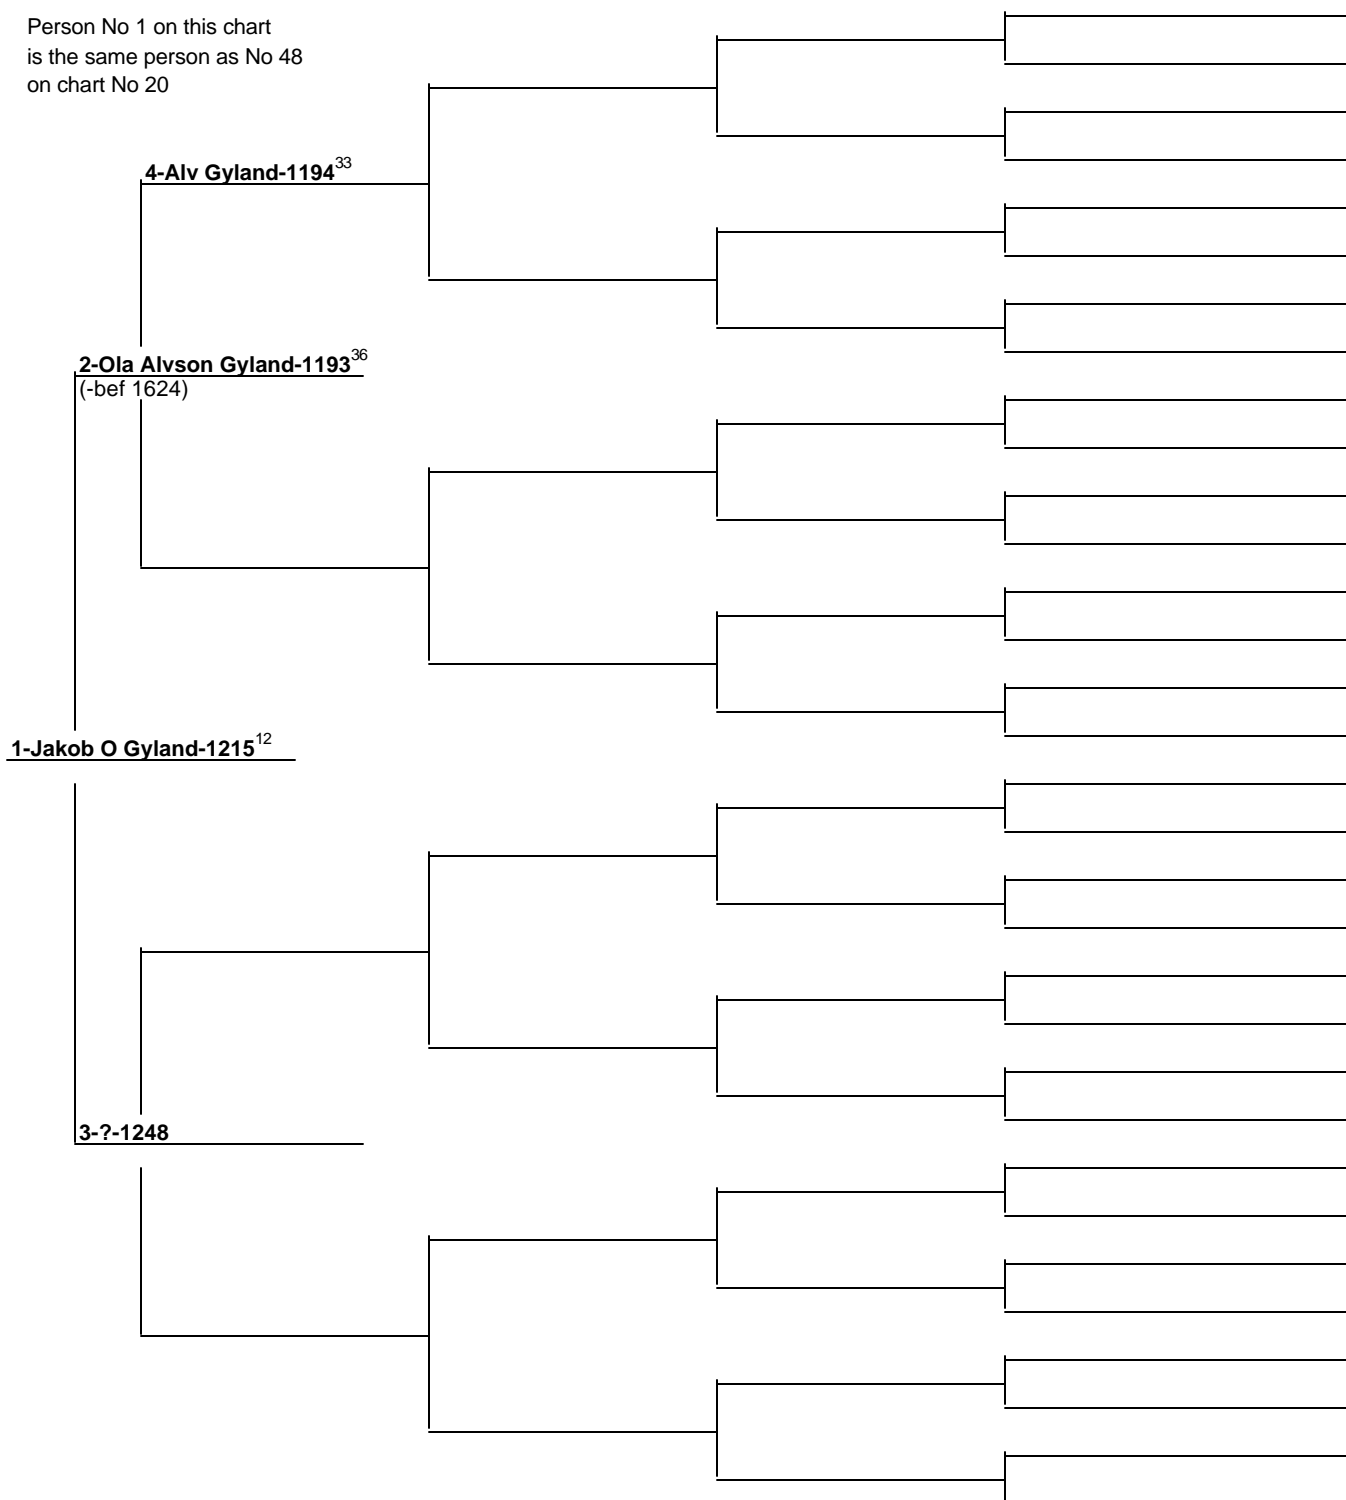 Person No 1 on this chart
is the same person as No 48
on chart No 20
4-Alv Gyland-1194³³
2-Ola Alvson Gyland-1193³⁶
(-bef 1624)
1-Jakob O Gyland-1215¹²
3-?-1248